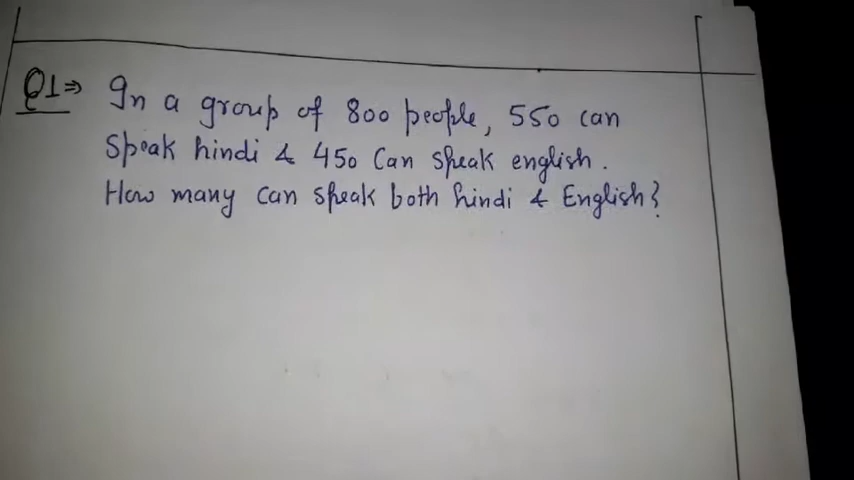 Q1⇒ In a group of 800 people, 550 can
Speak hindi & 450 Can Speak english.
How many can speak both hindi & English?